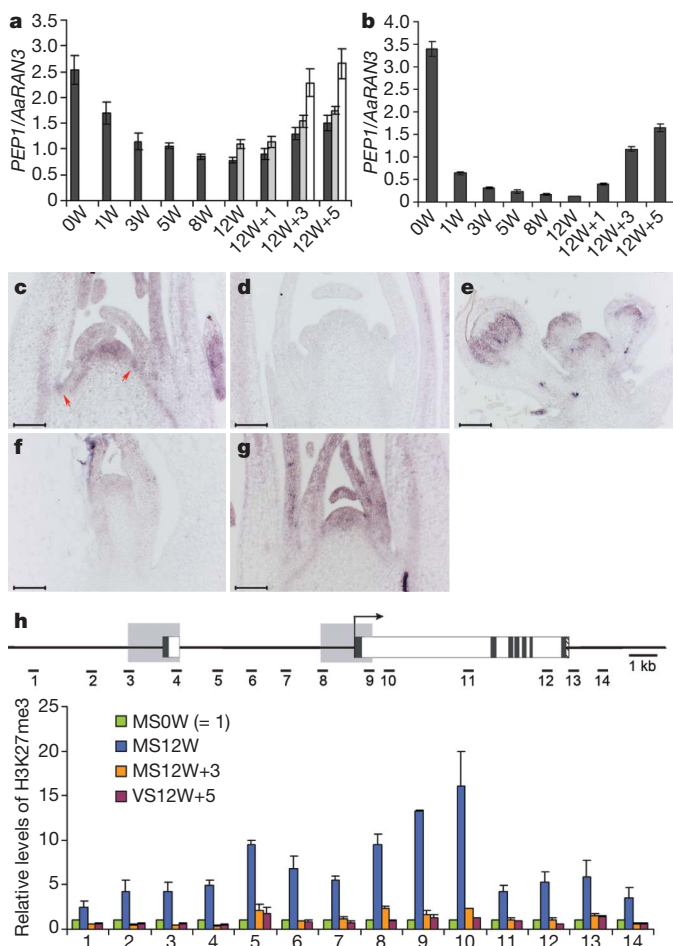 a
b
PEP1/AaRAN3
3.5
3.0
2.5
2.0
1.5
1.0
0.5
0
0W
1W
3W
5W
8W
12W
12W+1
12W+3
12W+5
PEP1/AaRAN3
4.0
3.5
3.0
2.5
2.0
1.5
1.0
0.5
0
0W
1W
3W
5W
8W
12W
12W+1
12W+3
12W+5
c
d
e
f
g
h
1 2 3 4 5 6 7 8 9 10 11 12 13 14
1 kb
Relative levels of H3K27me3
25
20
15
10
5
0
MS0W (= 1)
MS12W
MS12W+3
VS12W+5
1 2 3 4 5 6 7 8 9 10 11 12 13 14